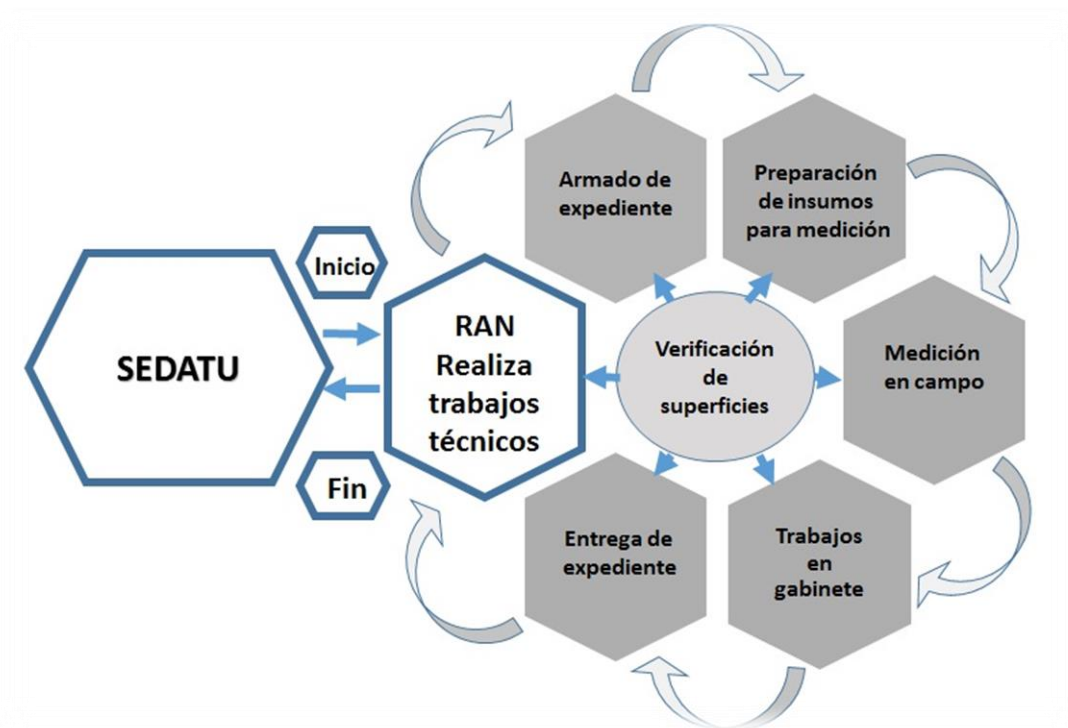 SEDATU
Inicio
Fin
RAN
Realiza
trabajos
técnicos
Armado de
expediente
Preparación
de insumos
para medición
Medición
en campo
Trabajos
en
gabinete
Entrega de
expediente
Verificación
de
superficies